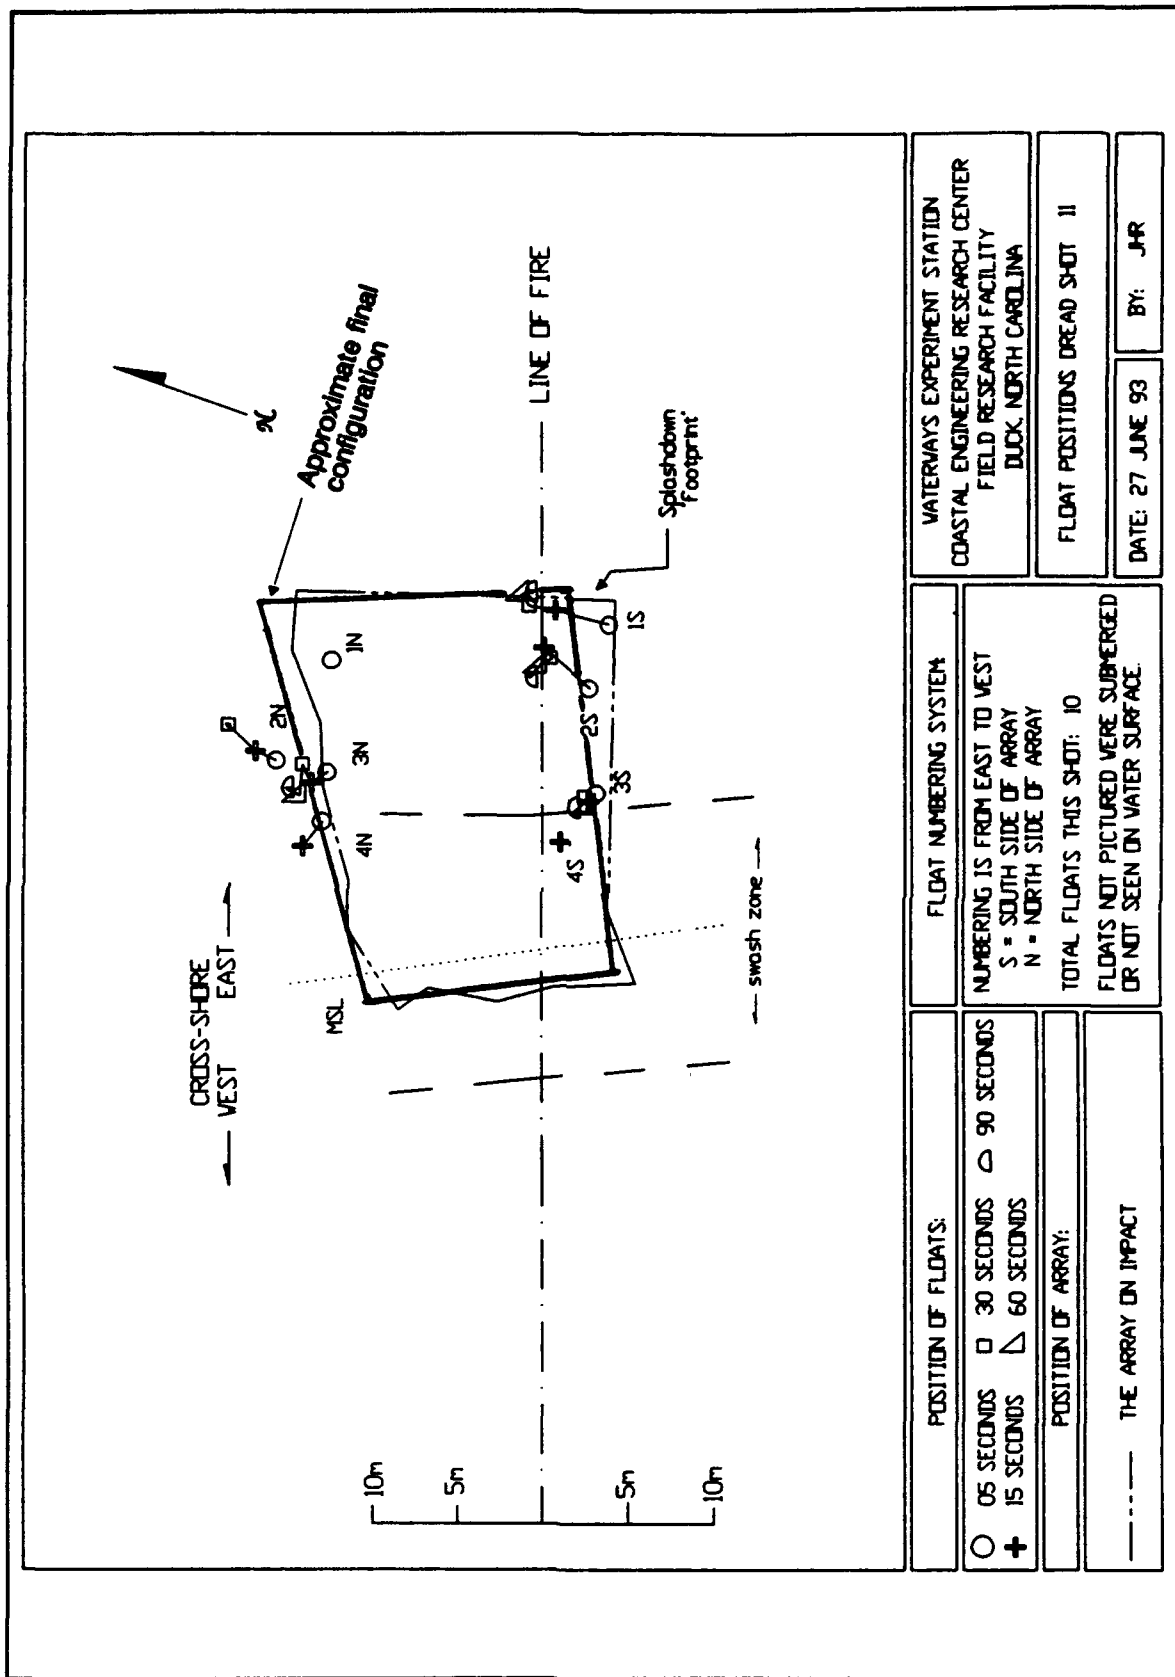 CROSS-SHORE
WEST EAST
N
Approximate final
configuration
MSL
1N
2N
3N
4N
LINE OF FIRE
10m
5m
5m
10m
1S
2S
3S
4S
Splashdown
footprint
swash zone
POSITION OF FLOATS:
05 SECONDS 30 SECONDS 90 SECONDS
15 SECONDS 60 SECONDS
POSITION OF ARRAY:
THE ARRAY ON IMPACT
FLOAT NUMBERING SYSTEM:
NUMBERING IS FROM EAST TO WEST
S = SOUTH SIDE OF ARRAY
N = NORTH SIDE OF ARRAY
TOTAL FLOATS THIS SHOT: 10
FLOATS NOT PICTURED WERE SUBMERGED
OR NOT SEEN ON WATER SURFACE.
WATERWAYS EXPERIMENT STATION
COASTAL ENGINEERING RESEARCH CENTER
FIELD RESEARCH FACILITY
DUCK, NORTH CAROLINA
FLOAT POSITIONS DREAD SHOT 11
DATE: 27 JUNE 93
BY: JHR